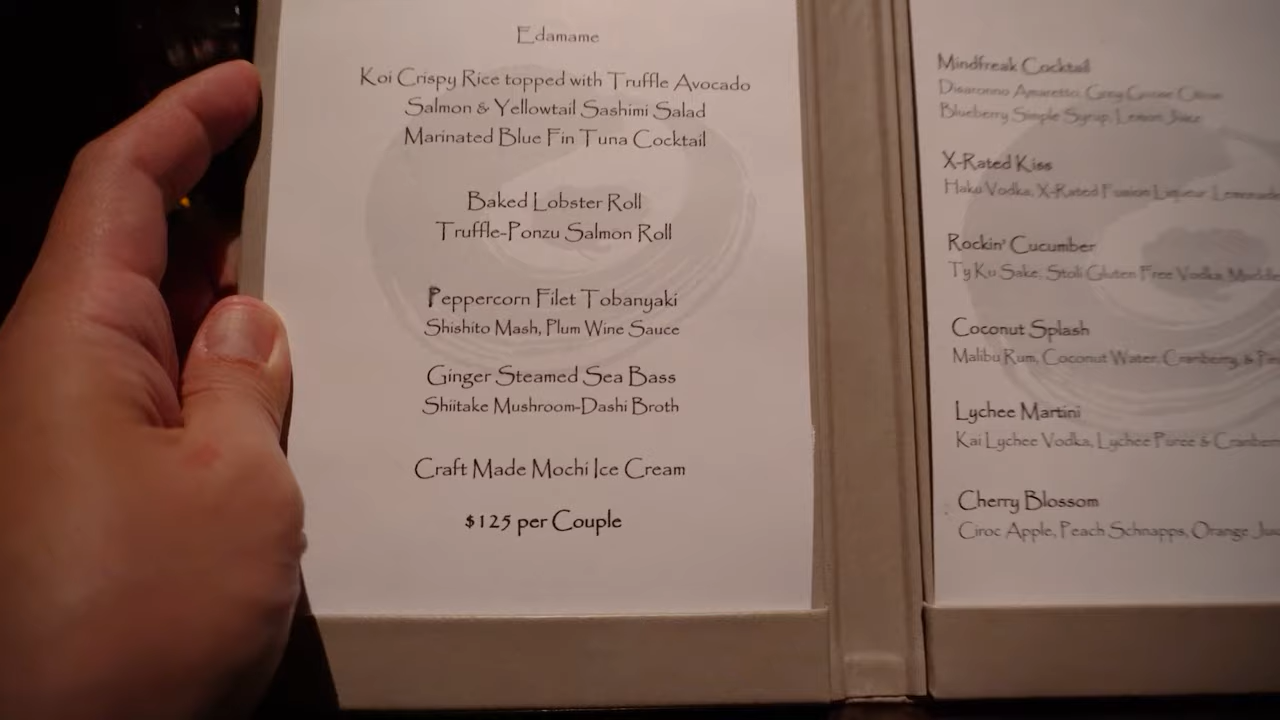 Edamame
Koi Crispy Rice topped with Truffle Avocado
Salmon & Yellowtail Sashimi Salad
Marinated Blue Fin Tuna Cocktail
Baked Lobster Roll
Truffle-Ponzu Salmon Roll
Peppercorn Filet Tobanyaki
Shishito Mash, Plum Wine Sauce
Ginger Steamed Sea Bass
Shiitake Mushroom-Dashi Broth
Craft Made Mochi Ice Cream
$125 per Couple
Mindfreak Cocktail
Disaronno Amaretto, Grey Goose Citron
Blueberry Simple Syrup, Lemon Juice
X-Rated Kiss
Haku Vodka, X-Rated Fusion Liqueur, Lemonade
Rockin' Cucumber
Ty Ku Sake, Stoli Gluten Free Vodka,
Coconut Splash
Malibu Rum, Coconut Water, Cranberry, &
Lychee Martini
Kai Lychee Vodka, Lychee Puree &
Cherry Blossom
Ciroc Apple, Peach Schnapps, Orange